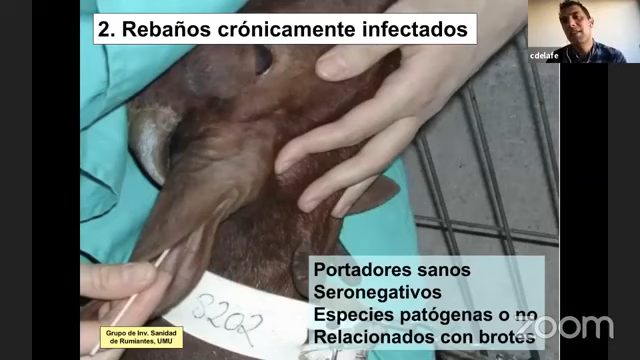 2. Rebaños crónicamente infectados
cdelafe
Portadores sanos
Seronegativos
Especies patógenas o no
Relacionados con brotes
S202
Grupo de Inv. Sanidad
de Rumiantes, UMU
zoom